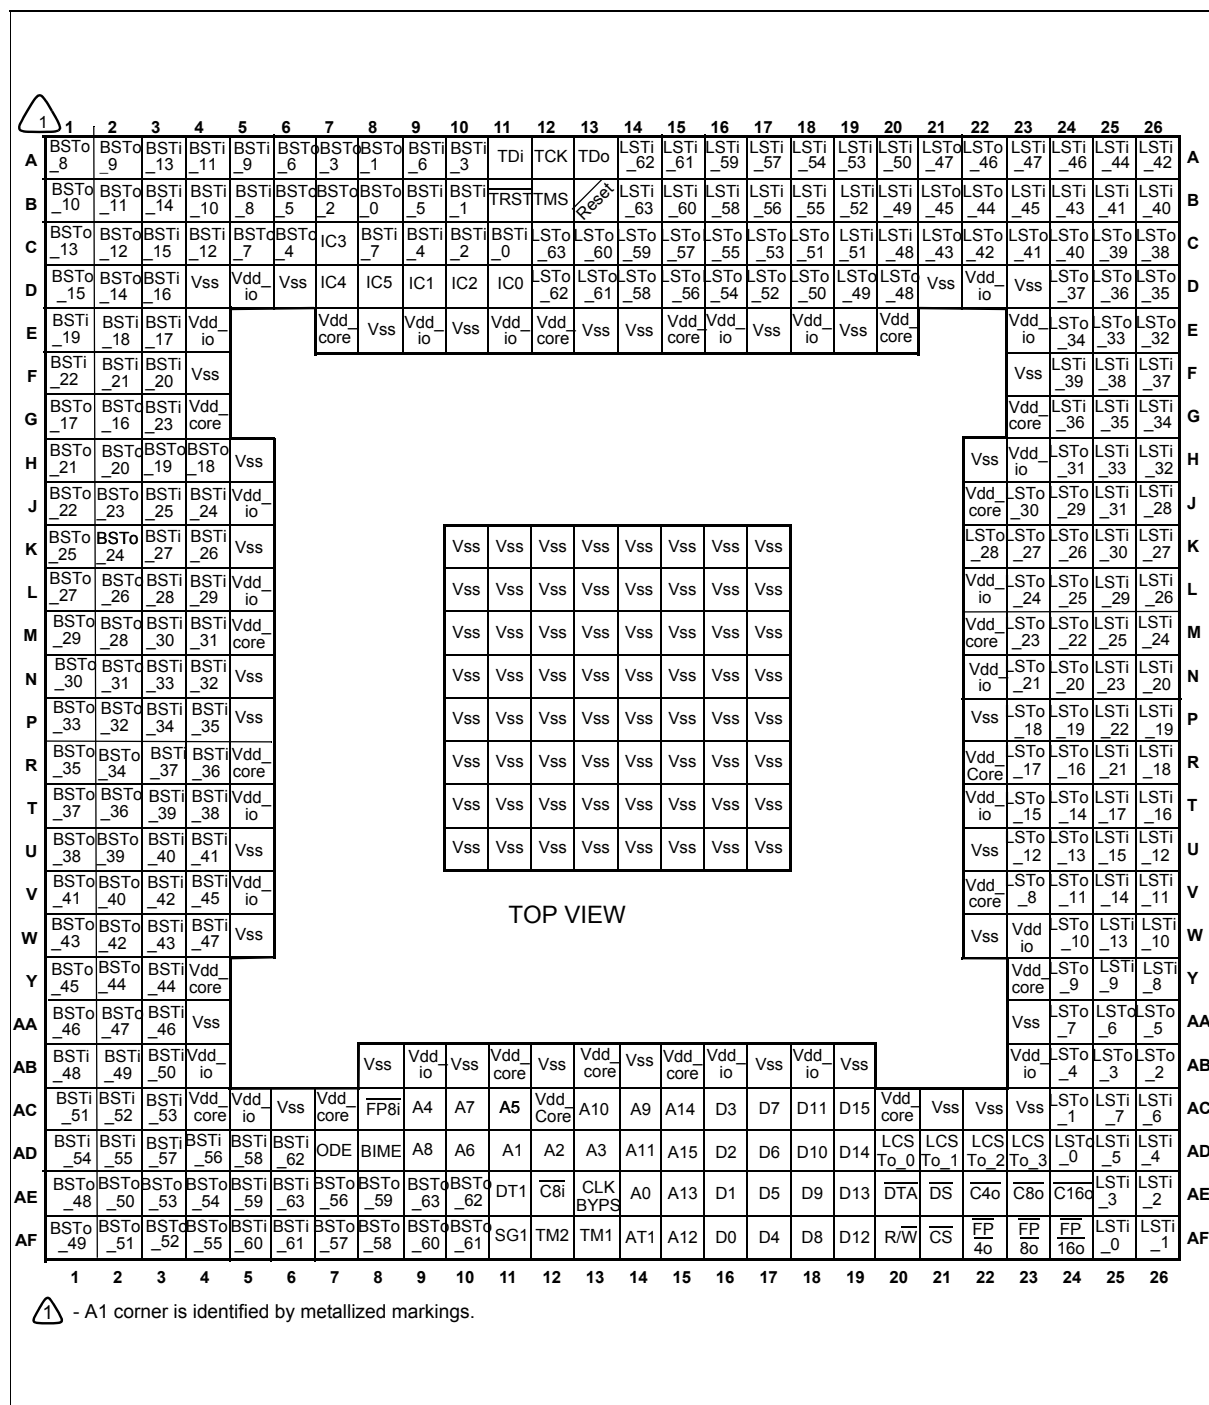 1
1 2 3 4 5 6 7 8 9 10 11 12 13 14 15 16 17 18 19 20 21 22 23 24 25 26
A BSTo_8 BSTo_9 BSTi_13 BSTi_11 BSTi_9 BSTo_6 BSTo_3 BSTo_1 BSTi_6 BSTi_3 TDi TCK TDo LSTi_62 LSTi_61 LSTi_59 LSTi_57 LSTi_54 LSTi_53 LSTi_50 LSTo_47 LSTo_46 LSTi_47 LSTi_46 LSTi_44 LSTi_42 A
B BSTo_10 BSTo_11 BSTi_14 BSTi_10 BSTi_8 BSTo_5 BSTo_2 BSTo_0 BSTi_5 BSTi_1 TRST TMS Reset LSTi_63 LSTi_60 LSTi_58 LSTi_56 LSTi_55 LSTi_52 LSTi_49 LSTo_45 LSTo_44 LSTi_45 LSTi_43 LSTi_41 LSTi_40 B
C BSTo_13 BSTo_12 BSTi_15 BSTi_12 BSTo_7 BSTo_4 IC3 BSTi_7 BSTi_4 BSTi_2 BSTi_0 LSTo_63 LSTo_60 LSTo_59 LSTo_57 LSTo_55 LSTo_53 LSTo_51 LSTi_51 LSTi_48 LSTo_43 LSTo_42 LSTo_41 LSTo_40 LSTo_39 LSTo_38 C
D BSTo_15 BSTo_14 BSTi_16 Vss Vdd_io Vss IC4 IC5 IC1 IC2 IC0 LSTo_62 LSTo_61 LSTo_58 LSTo_56 LSTo_54 LSTo_52 LSTo_50 LSTo_49 LSTo_48 Vss Vdd_io Vss LSTo_37 LSTo_36 LSTo_35 D
E BSTi_19 BSTi_18 BSTi_17 Vdd_io Vdd_core Vss Vdd_io Vss Vdd_io Vdd_core Vss Vss Vdd_core Vdd_io Vss Vdd_io Vss Vdd_core Vdd_io LSTo_34 LSTo_33 LSTo_32 E
F BSTi_22 BSTi_21 BSTi_20 Vss Vss LSTi_39 LSTi_38 LSTi_37 F
G BSTo_17 BSTo_16 BSTi_23 Vdd_core Vdd_core LSTi_36 LSTi_35 LSTi_34 G
H BSTo_21 BSTo_20 BSTo_19 BSTo_18 Vss Vss Vdd_io LSTo_31 LSTi_33 LSTi_32 H
J BSTo_22 BSTo_23 BSTi_25 BSTi_24 Vdd_io Vdd_core LSTo_30 LSTo_29 LSTi_31 LSTi_28 J
K BSTo_25 BSTo_24 BSTi_27 BSTi_26 Vss Vss Vss Vss Vss Vss Vss Vss Vss LSTo_28 LSTo_27 LSTo_26 LSTi_30 LSTi_27 K
L BSTo_27 BSTo_26 BSTi_28 BSTi_29 Vdd_io Vss Vss Vss Vss Vss Vss Vss Vss Vdd_io LSTo_24 LSTo_25 LSTi_29 LSTi_26 L
M BSTo_29 BSTo_28 BSTi_30 BSTi_31 Vdd_core Vss Vss Vss Vss Vss Vss Vss Vss Vdd_core LSTo_23 LSTo_22 LSTi_25 LSTi_24 M
N BSTo_30 BSTo_31 BSTi_33 BSTi_32 Vss Vss Vss Vss Vss Vss Vss Vss Vss Vdd_io LSTo_21 LSTo_20 LSTi_23 LSTi_20 N
P BSTo_33 BSTo_32 BSTi_34 BSTi_35 Vss Vss Vss Vss Vss Vss Vss Vss Vss Vss LSTo_18 LSTo_19 LSTi_22 LSTi_19 P
R BSTo_35 BSTo_34 BSTi_37 BSTi_36 Vdd_core Vss Vss Vss Vss Vss Vss Vss Vss Vdd_Core LSTo_17 LSTo_16 LSTi_21 LSTi_18 R
T BSTo_37 BSTo_36 BSTi_39 BSTi_38 Vdd_io Vss Vss Vss Vss Vss Vss Vss Vss Vdd_io LSTo_15 LSTo_14 LSTi_17 LSTi_16 T
U BSTo_38 BSTo_39 BSTi_40 BSTi_41 Vss Vss Vss Vss Vss Vss Vss Vss Vss Vss LSTo_12 LSTo_13 LSTi_15 LSTi_12 U
V BSTo_41 BSTo_40 BSTi_42 BSTi_45 Vdd_io Vdd_core LSTo_8 LSTo_11 LSTi_14 LSTi_11 V
TOP VIEW
W BSTo_43 BSTo_42 BSTi_43 BSTi_47 Vss Vss Vdd io LSTo_10 LSTi_13 LSTi_10 W
Y BSTo_45 BSTo_44 BSTi_44 Vdd_core Vdd_core LSTo_9 LSTi_9 LSTi_8 Y
AA BSTo_46 BSTo_47 BSTi_46 Vss Vss LSTo_7 LSTo_6 LSTo_5 AA
AB BSTi_48 BSTi_49 BSTi_50 Vdd_io Vss Vdd_io Vss Vdd_core Vss Vdd_core Vss Vdd_core Vdd_io Vss Vdd_io Vss Vdd_io LSTo_4 LSTo_3 LSTo_2 AB
AC BSTi_51 BSTi_52 BSTi_53 Vdd_core Vdd_io Vss Vdd_core FP8i A4 A7 A5 Vdd_Core A10 A9 A14 D3 D7 D11 D15 Vdd_core Vss Vss Vss LSTo_1 LSTi_7 LSTi_6 AC
AD BSTi_54 BSTi_55 BSTi_57 BSTi_56 BSTi_58 BSTi_62 ODE BIME A8 A6 A1 A2 A3 A11 A15 D2 D6 D10 D14 LCSTo_0 LCSTo_1 LCSTo_2 LCSTo_3 LSTo_0 LSTi_5 LSTi_4 AD
AE BSTo_48 BSTo_50 BSTo_53 BSTo_54 BSTi_59 BSTi_63 BSTo_56 BSTo_59 BSTo_63 BSTo_62 DT1 C8i CLK BYPS A0 A13 D1 D5 D9 D13 DTA DS C4o C8o C16o LSTi_3 LSTi_2 AE
AF BSTo_49 BSTo_51 BSTo_52 BSTo_55 BSTi_60 BSTi_61 BSTo_57 BSTo_58 BSTo_60 BSTo_61 SG1 TM2 TM1 AT1 A12 D0 D4 D8 D12 R/W CS FP 4o FP 8o FP 16o LSTi_0 LSTi_1 AF
1 2 3 4 5 6 7 8 9 10 11 12 13 14 15 16 17 18 19 20 21 22 23 24 25 26
1 - A1 corner is identified by metallized markings.